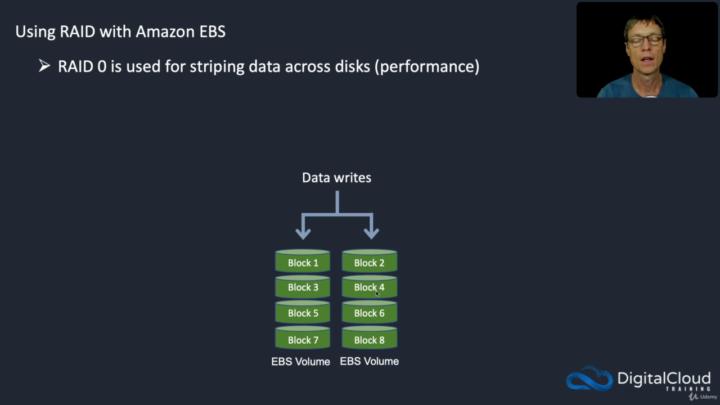 Using RAID with Amazon EBS
➤ RAID 0 is used for striping data across disks (performance)
Data writes
Block 1 Block 2
Block 3 Block 4
Block 5 Block 6
Block 7 Block 8
EBS Volume EBS Volume
DigitalCloud
TRAINING
Udemy